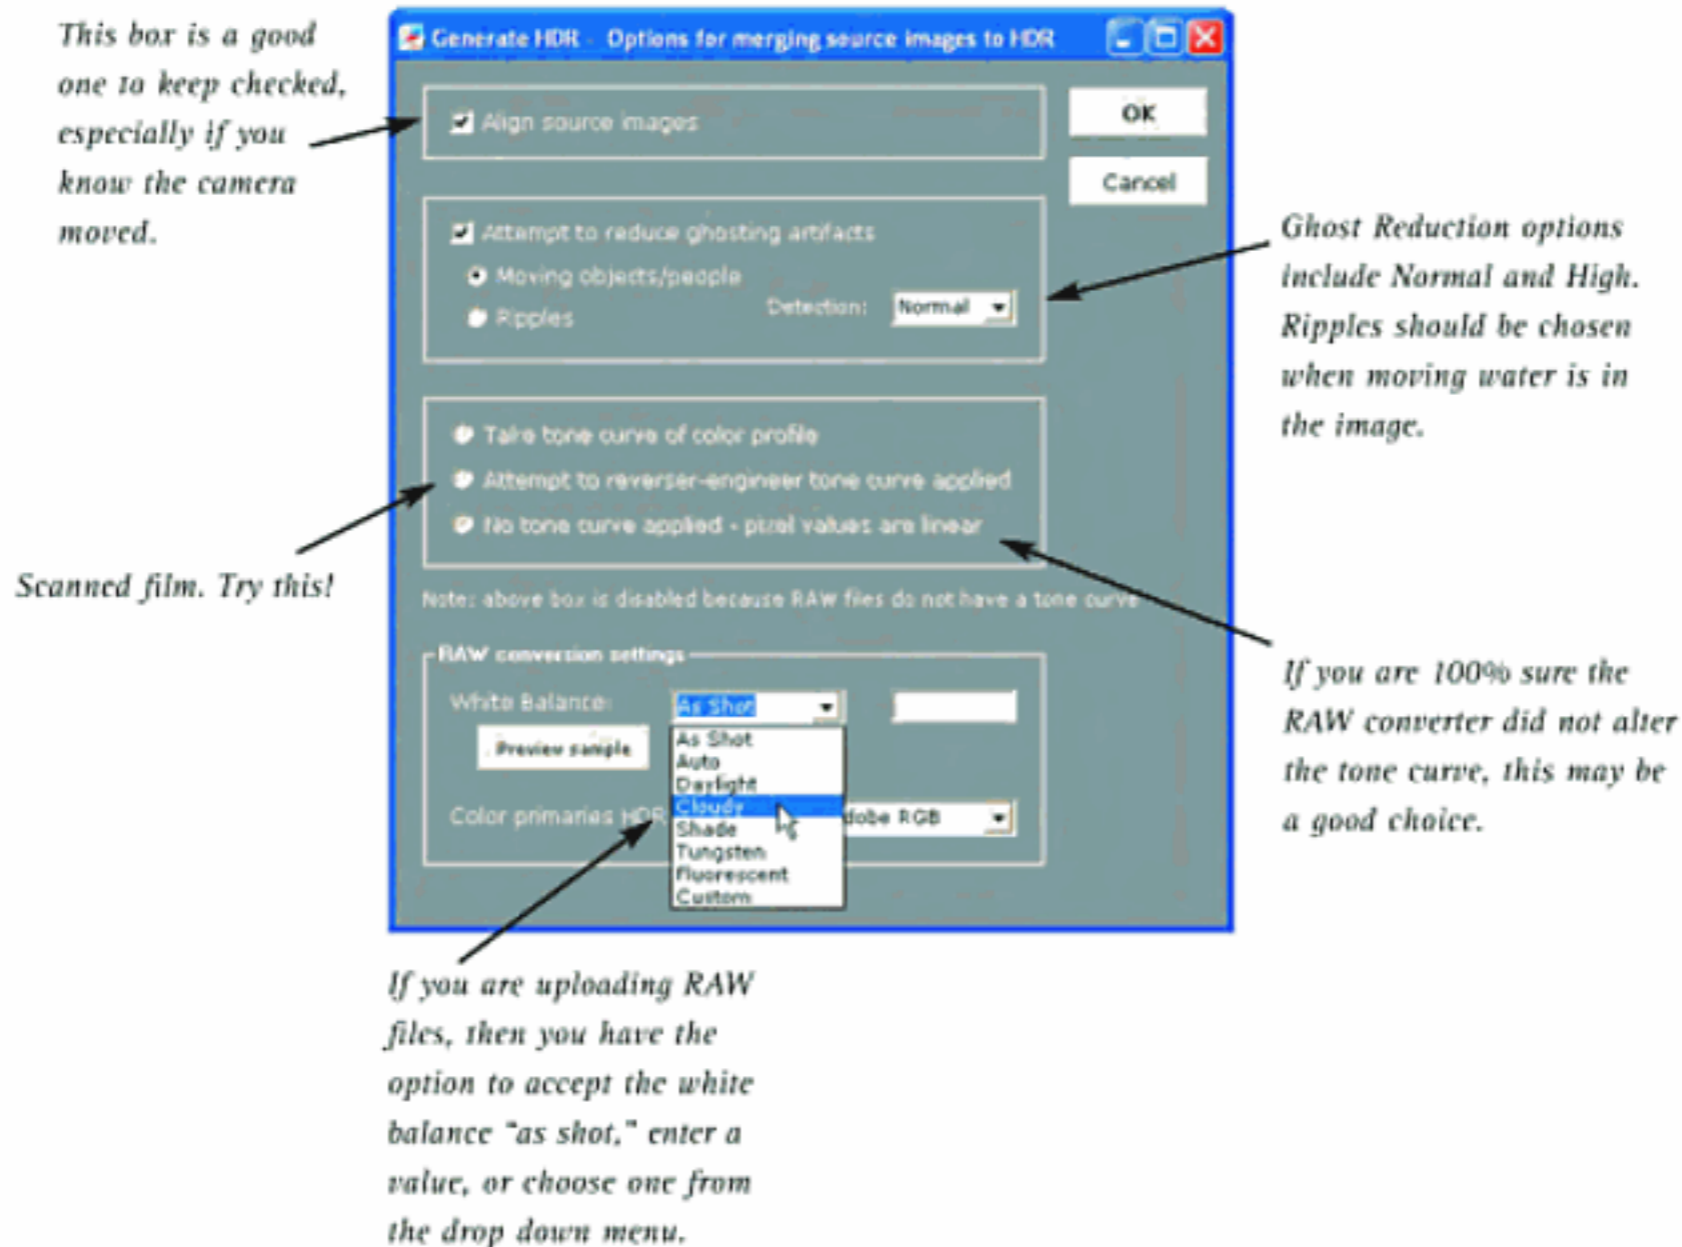 This box is a good
one to keep checked,
especially if you
know the camera
moved.
Generate HDR - Options for merging source images to HDR
Align source images
OK
Cancel
Attempt to reduce ghosting artifacts
Moving objects/people
Ripples
Detection:
Normal
Ghost Reduction options
include Normal and High.
Ripples should be chosen
when moving water is in
the image.
Take tone curve of color profile
Attempt to reverser-engineer tone curve applied
No tone curve applied - pixel values are linear
Scanned film. Try this!
Note: above box is disabled because RAW files do not have a tone curve
If you are 100% sure the
RAW converter did not alter
the tone curve, this may be
a good choice.
RAW conversion settings
White Balance:
As Shot
Preview sample
As Shot
Auto
Daylight
Cloudy
Shade
Tungsten
Fluorescent
Custom
Color primaries HDR
dobe RGB
If you are uploading RAW
files, then you have the
option to accept the white
balance "as shot," enter a
value, or choose one from
the drop down menu.